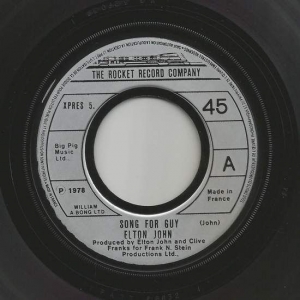 THE ROCKET RECORD COMPANY
XPRES 5.
45
Big Pig
Music
Ltd..
A
P 1978
Made in
France
WILLIAM
A BONG LTD
SONG FOR GUY
(John)
ELTON JOHN
Produced by Elton John and Clive
Franks for Frank N. Stein
Productions Ltd..